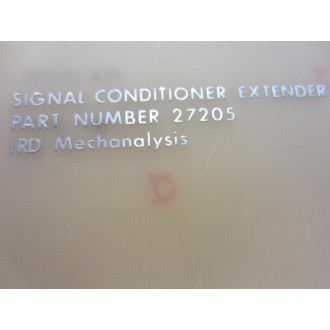 SIGNAL CONDITIONER EXTENDER
PART NUMBER 27205
IRD Mechanalysis